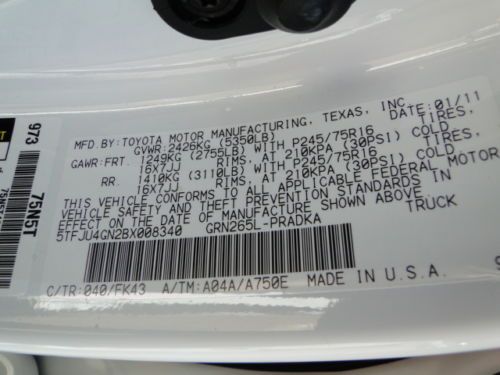 MFD.BY:TOYOTA MOTOR MANUFACTURING, TEXAS, INC. DATE:01/11
GVWR:2426KG (5350LB)
GAWR:FRT. 1249KG (2755LB) WITH P245/75R16 TIRES,
16X7JJ RIMS, AT 210KPA (30PSI) COLD
RR. 1410KG (3110LB) WITH P245/75R16 TIRES,
16X7JJ RIMS, AT 210KPA (30PSI) COLD.
THIS VEHICLE CONFORMS TO ALL APPLICABLE FEDERAL MOTOR
VEHICLE SAFETY AND THEFT PREVENTION STANDARDS IN
EFFECT ON THE DATE OF MANUFACTURE SHOWN ABOVE.
5TFJU4GN2BX008340 GRN265L-PRADKA TRUCK
C/TR:040/FK43 A/TM:A04A/A750E MADE IN U.S.A.
973
75N5T